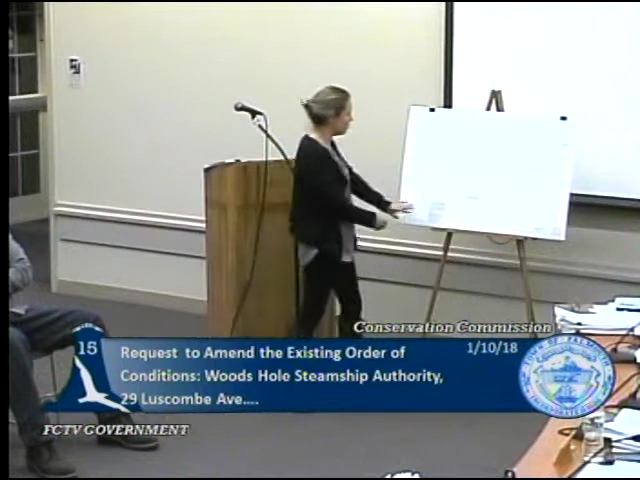 Conservation Commission
15
Request to Amend the Existing Order of
1/10/18
Conditions: Woods Hole Steamship Authority,
29 Luscombe Ave....
FCTV GOVERNMENT